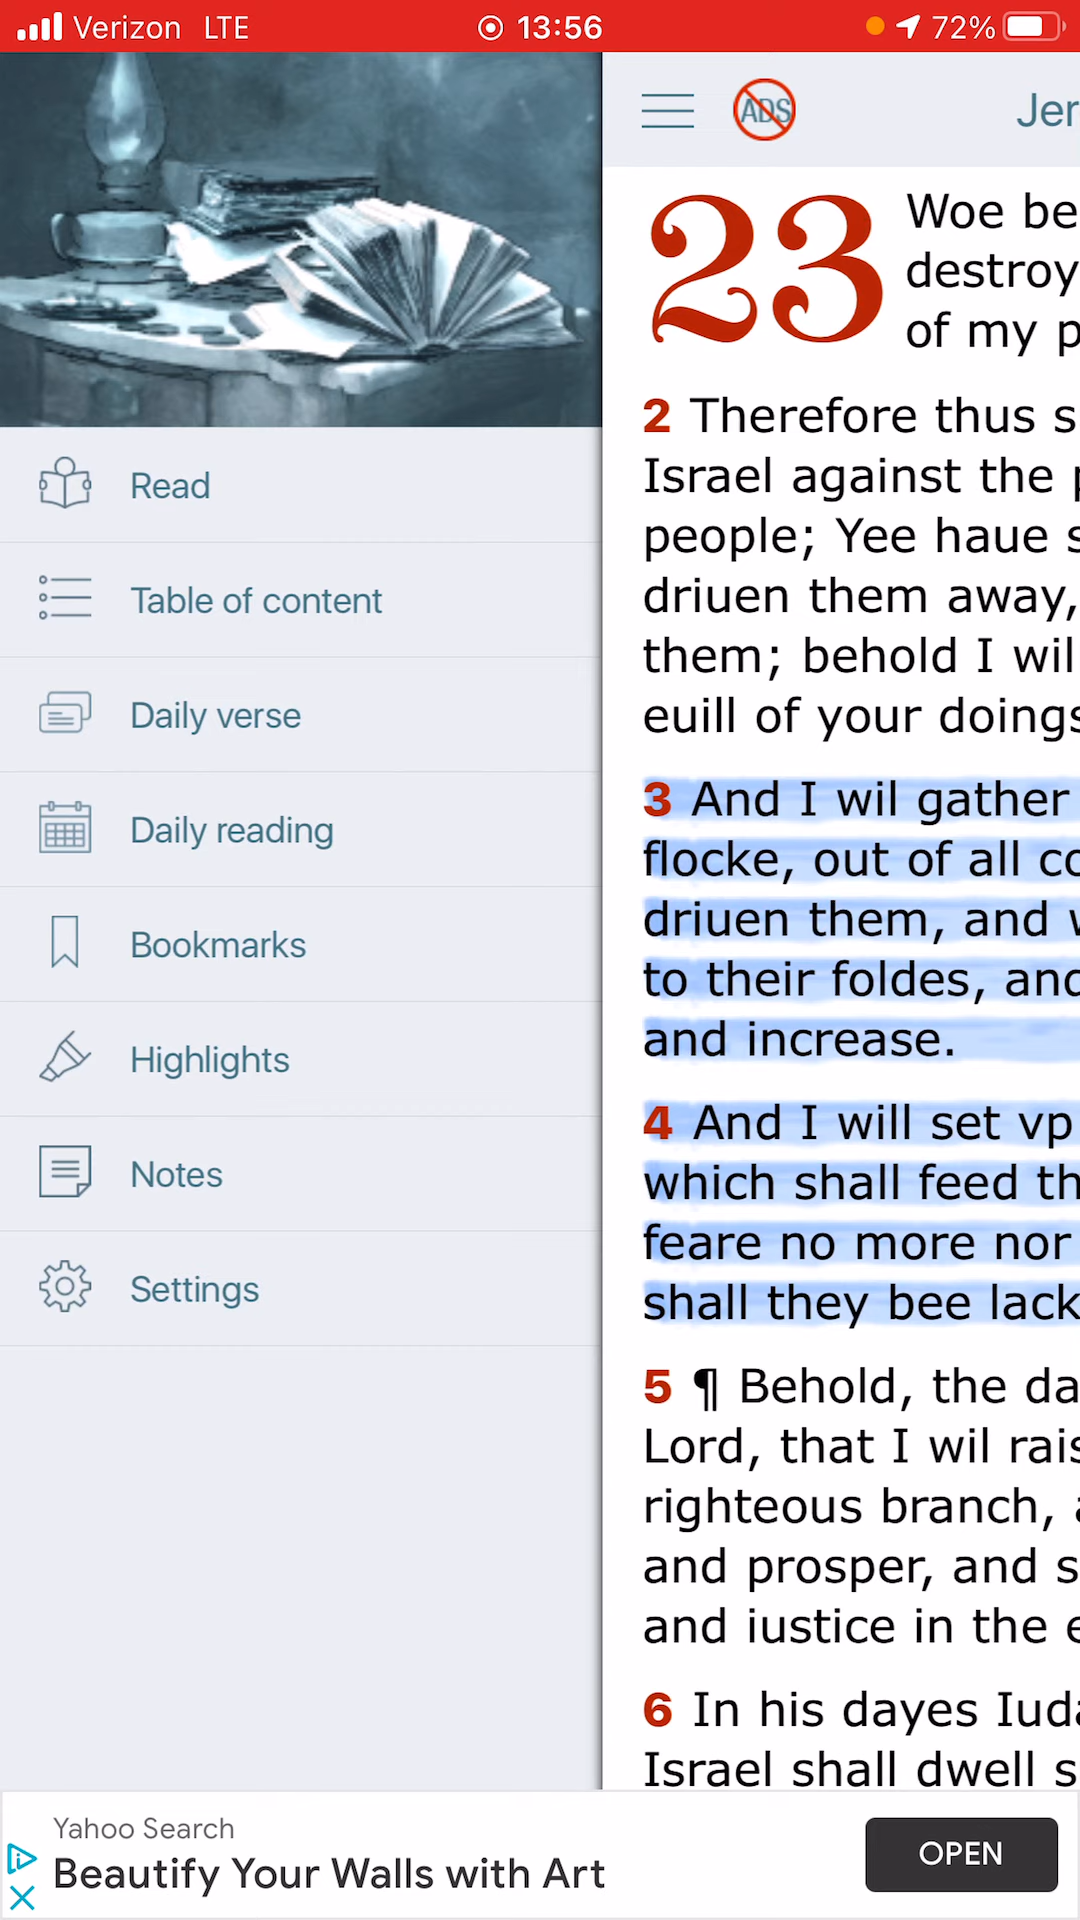 Verizon LTE 13:56 72%
ADS
Jer
Read
Table of content
Daily verse
Daily reading
Bookmarks
Highlights
Notes
Settings
23 Woe be
destroy
of my p
2 Therefore thus s
Israel against the p
people; Yee haue s
driuen them away,
them; behold I wil
euill of your doings
3 And I wil gather
flocke, out of all co
driuen them, and w
to their foldes, and
and increase.
4 And I will set vp
which shall feed th
feare no more nor
shall they bee lack
5 ¶ Behold, the da
Lord, that I wil rais
righteous branch, a
and prosper, and s
and iustice in the e
6 In his dayes Iuda
Israel shall dwell s
Yahoo Search
Beautify Your Walls with Art
OPEN